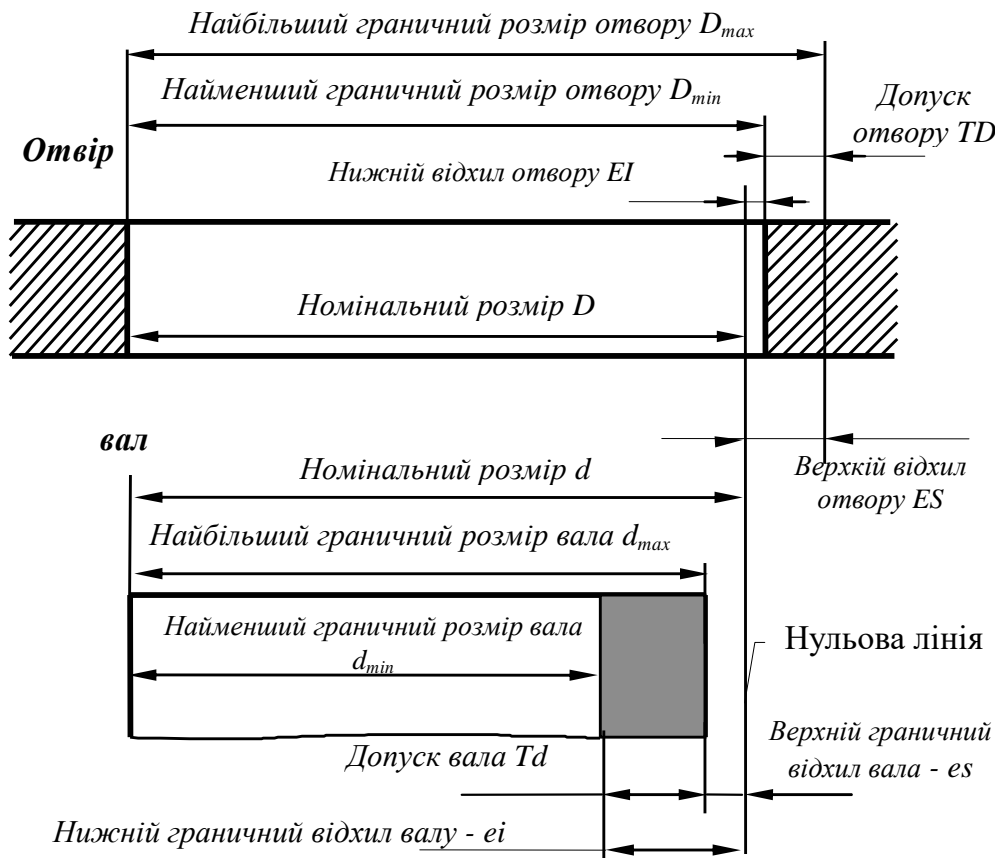 Найбільший граничний розмір отвору Dmax
Найменший граничний розмір отвору Dmin
Допуск
отвору TD
Отвір
Нижній відхил отвору EI
Номінальний розмір D
вал
Номінальний розмір d
Верхкій відхил
отвору ES
Найбільший граничний розмір вала dmax
Найменший граничний розмір вала
dmin
Нульова лінія
Допуск вала Td
Верхній граничний
відхил вала - es
Нижній граничний відхил валу - ei